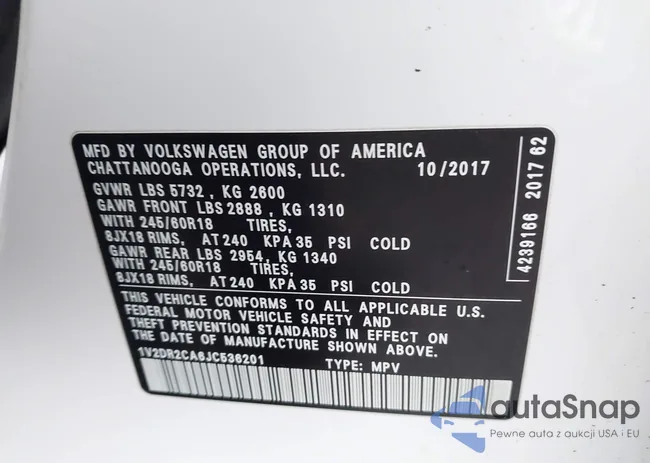 MFD BY VOLKSWAGEN GROUP OF AMERICA
CHATTANOOGA OPERATIONS, LLC. 10/2017
GVWR LBS 5732 , KG 2600
GAWR FRONT LBS 2888 , KG 1310
WITH 245/60R18 TIRES,
8JX18 RIMS, AT 240 KPA 35 PSI COLD
GAWR REAR LBS 2954, KG 1340
WITH 245/60R18 TIRES,
8JX18 RIMS, AT 240 KPA 35 PSI COLD
THIS VEHICLE CONFORMS TO ALL APPLICABLE U.S.
FEDERAL MOTOR VEHICLE SAFETY AND
THEFT PREVENTION STANDARDS IN EFFECT ON
THE DATE OF MANUFACTURE SHOWN ABOVE.
1V2DR2CA6JC536201 TYPE: MPV
4239166 2017 62
autaSnap
Pewne auta z aukcji USA i EU